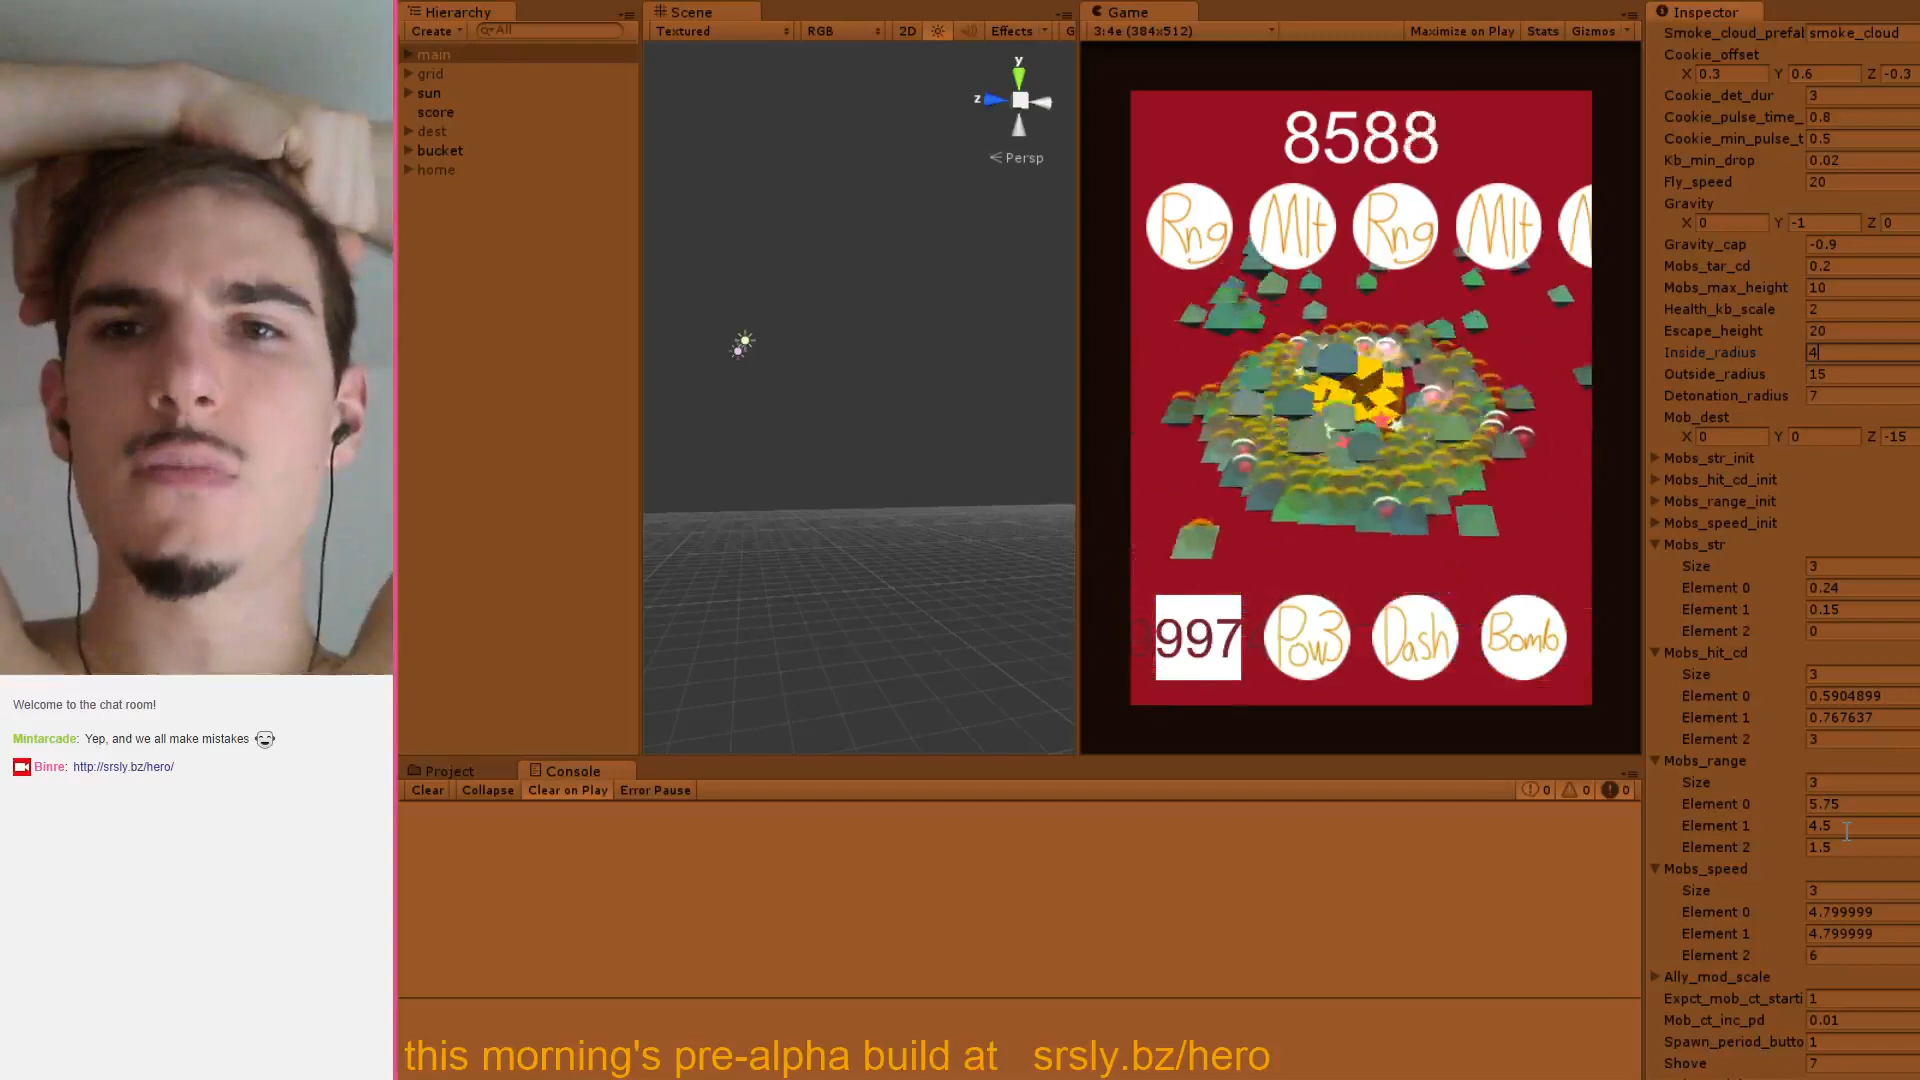 Hierarchy
Create
All
main
grid
sun
score
dest
bucket
home
Scene
Textured
RGB
2D
Effects
G
y
z
Persp
Game
3:4e (384x512)
Maximize on Play
Stats
Gizmos
8588
Rng
Mlt
Rng
Mlt
9974
Pow3
Dash
Bomb
Inspector
Smoke_cloud_prefal smoke_cloud
Cookie_offset
X 0.3 Y 0.6 Z -0.3
Cookie_det_dur 3
Cookie_pulse_time_ 0.8
Cookie_min_pulse_t 0.5
Kb_min_drop 0.02
Fly_speed 20
Gravity
X 0 Y -1 Z 0
Gravity_cap -0.9
Mobs_tar_cd 0.2
Mobs_max_height 10
Health_kb_scale 2
Escape_height 20
Inside_radius 4
Outside_radius 15
Detonation_radius 7
Mob_dest
X 0 Y 0 Z -15
Mobs_str_init
Mobs_hit_cd_init
Mobs_range_init
Mobs_speed_init
Mobs_str
Size 3
Element 0 0.24
Element 1 0.15
Element 2 0
Mobs_hit_cd
Size 3
Element 0 0.5904899
Element 1 0.767637
Element 2 3
Mobs_range
Size 3
Element 0 5.75
Element 1 4.5
Element 2 1.5
Mobs_speed
Size 3
Element 0 4.799999
Element 1 4.799999
Element 2 6
Ally_mod_scale
Expct_mob_ct_starti 1
Mob_ct_inc_pd 0.01
Spawn_period_butto 1
Shove 7
Project
Console
Clear
Collapse
Clear on Play
Error Pause
0
0
0
Welcome to the chat room!
Mintarcade: Yep, and we all make mistakes
Binre: http://srsly.bz/hero/
this morning's pre-alpha build at srsly.bz/hero